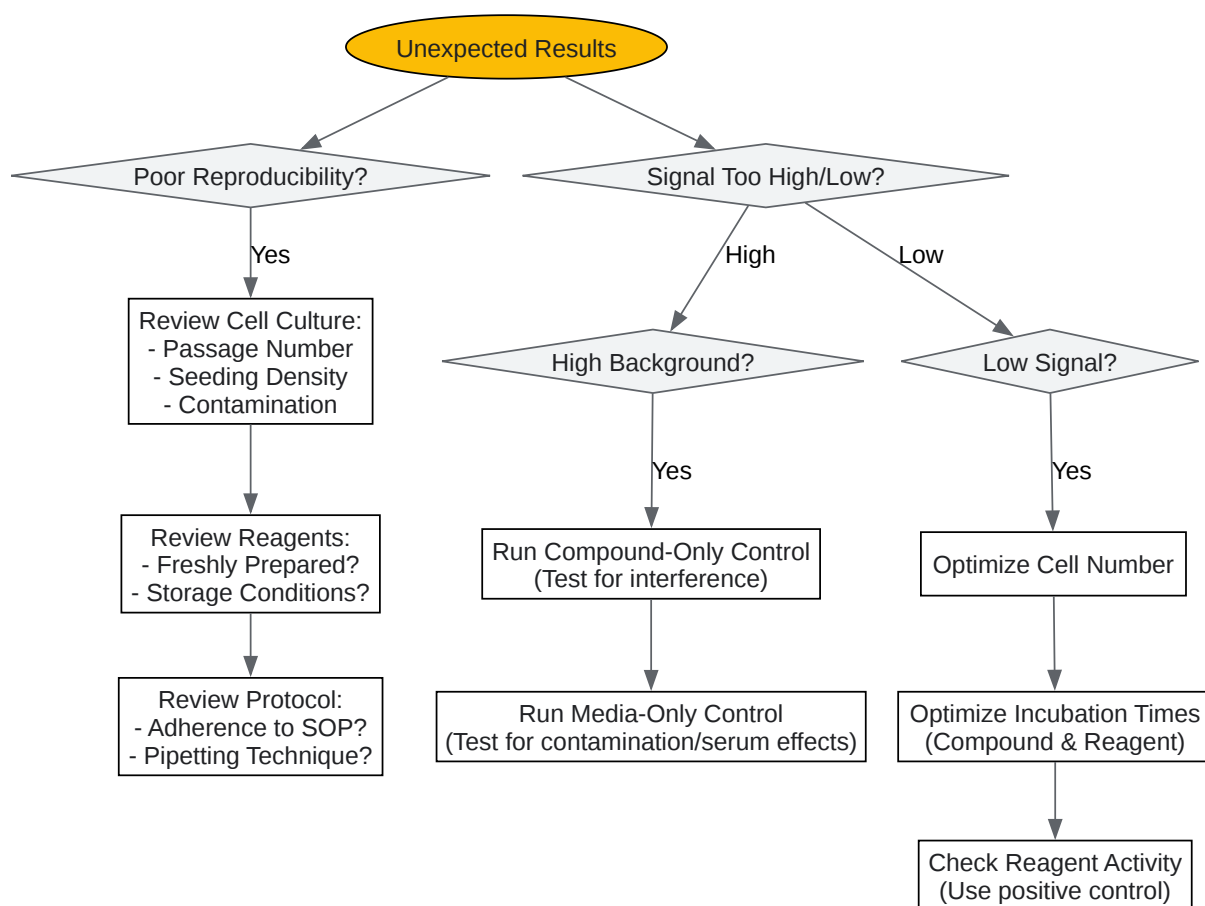 Unexpected Results
Poor Reproducibility?
Signal Too High/Low?
Yes
High
Low
Review Cell Culture:
- Passage Number
- Seeding Density
- Contamination
High Background?
Low Signal?
Yes
Yes
Review Reagents:
- Freshly Prepared?
- Storage Conditions?
Run Compound-Only Control
(Test for interference)
Optimize Cell Number
Review Protocol:
- Adherence to SOP?
- Pipetting Technique?
Run Media-Only Control
(Test for contamination/serum effects)
Optimize Incubation Times
(Compound & Reagent)
Check Reagent Activity
(Use positive control)